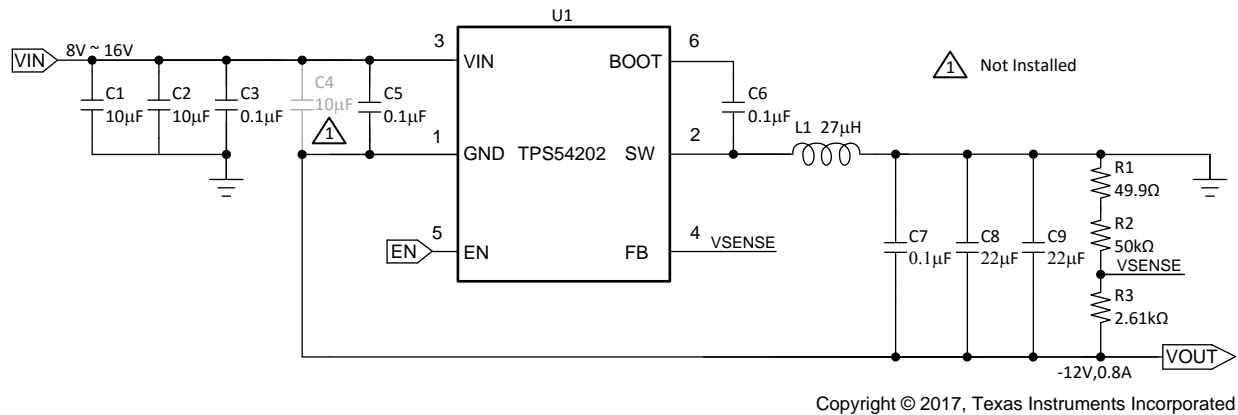 U1
VIN
8V ~ 16V
3
VIN
BOOT
6
1
Not Installed
C1
10µF
C2
10µF
C3
0.1µF
C4
10µF
1
C5
0.1µF
C6
0.1µF
1
GND
TPS54202
SW
2
L1 27µH
EN
5
EN
FB
4
VSENSE
C7
0.1µF
C8
22µF
C9
22µF
R1
49.9Ω
R2
50kΩ
VSENSE
R3
2.61kΩ
VOUT
-12V,0.8A
Copyright © 2017, Texas Instruments Incorporated